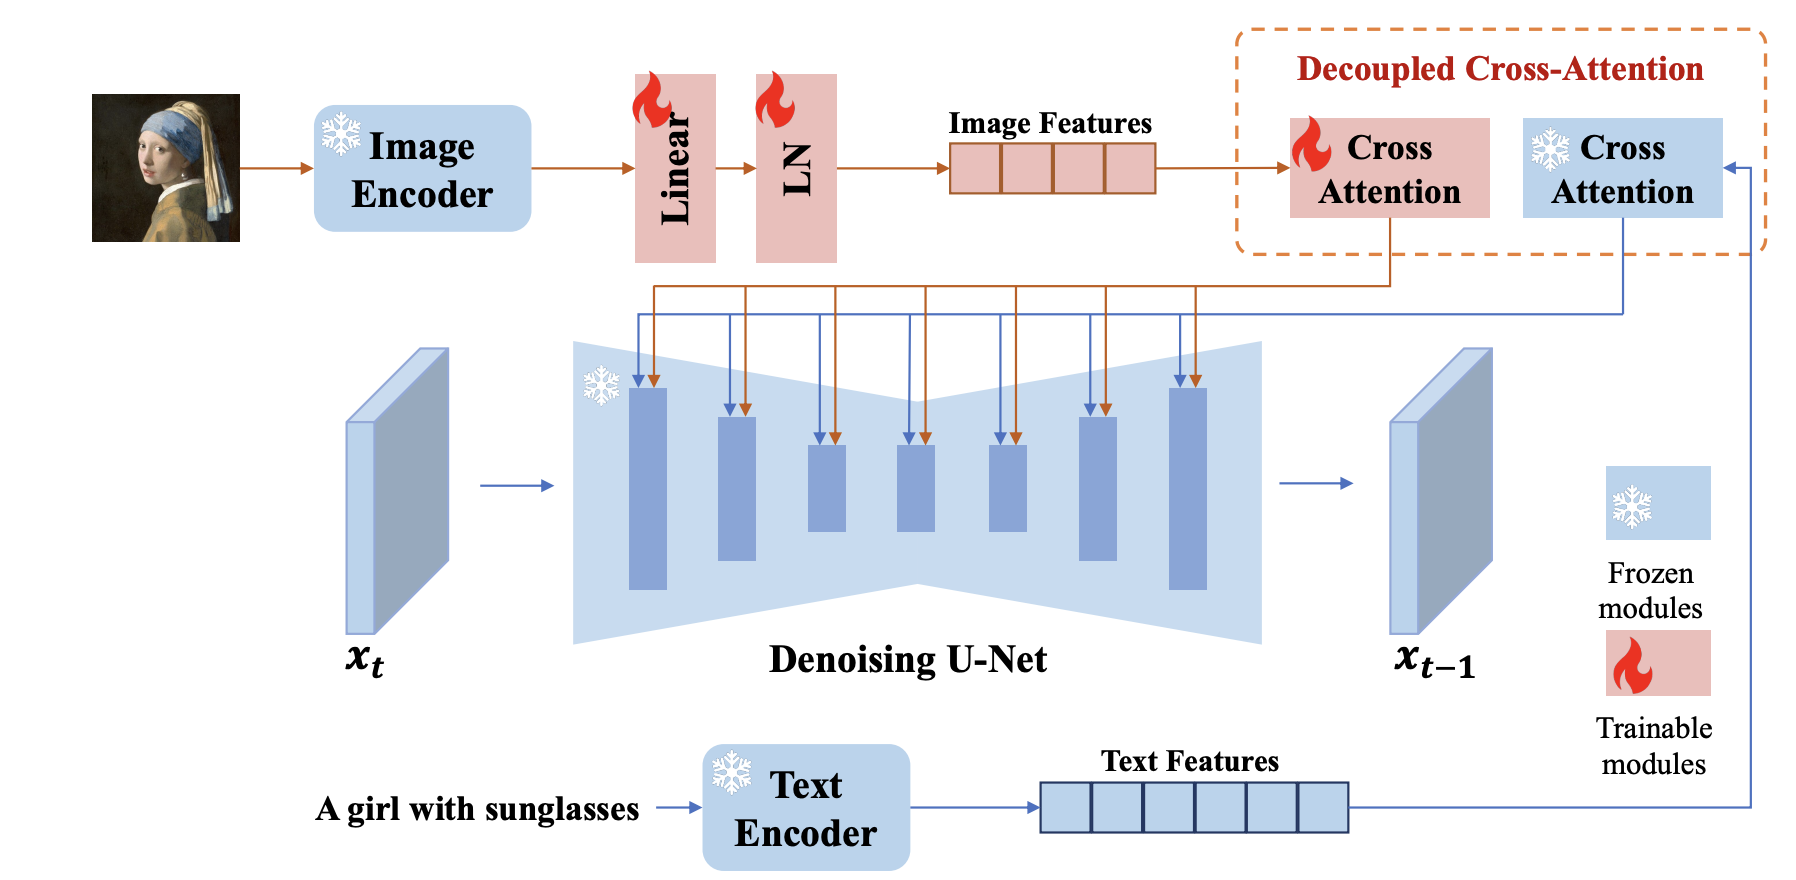 Decoupled Cross-Attention
Image
Encoder
Linear
LN
Image Features
Cross
Attention
Cross
Attention
x_t
Denoising U-Net
x_{t-1}
Frozen
modules
Trainable
modules
A girl with sunglasses
Text
Encoder
Text Features